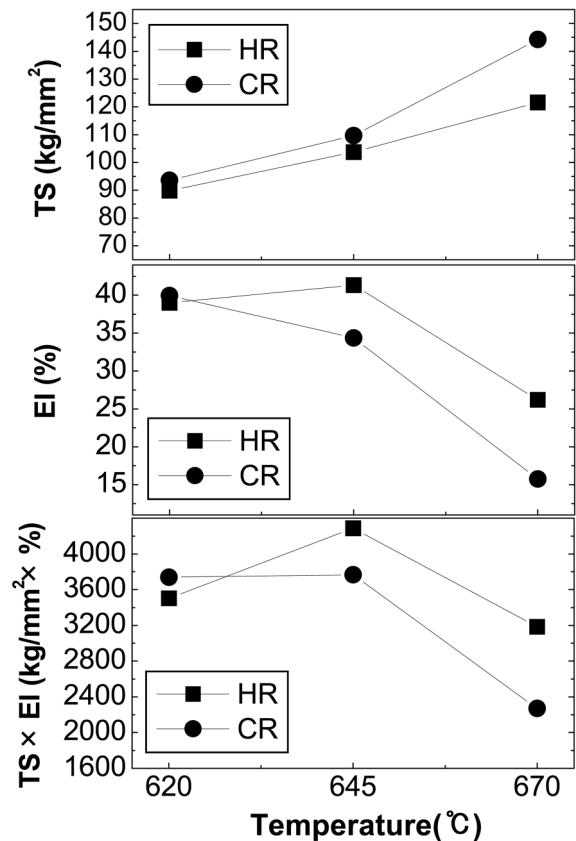 TS (kg/mm²)
150
140
130
120
110
100
90
80
70
HR
CR
El (%)
40
35
30
25
20
15
HR
CR
TS × El (kg/mm²× %)
4000
3600
3200
2800
2400
2000
1600
HR
CR
620 645 670
Temperature(℃)